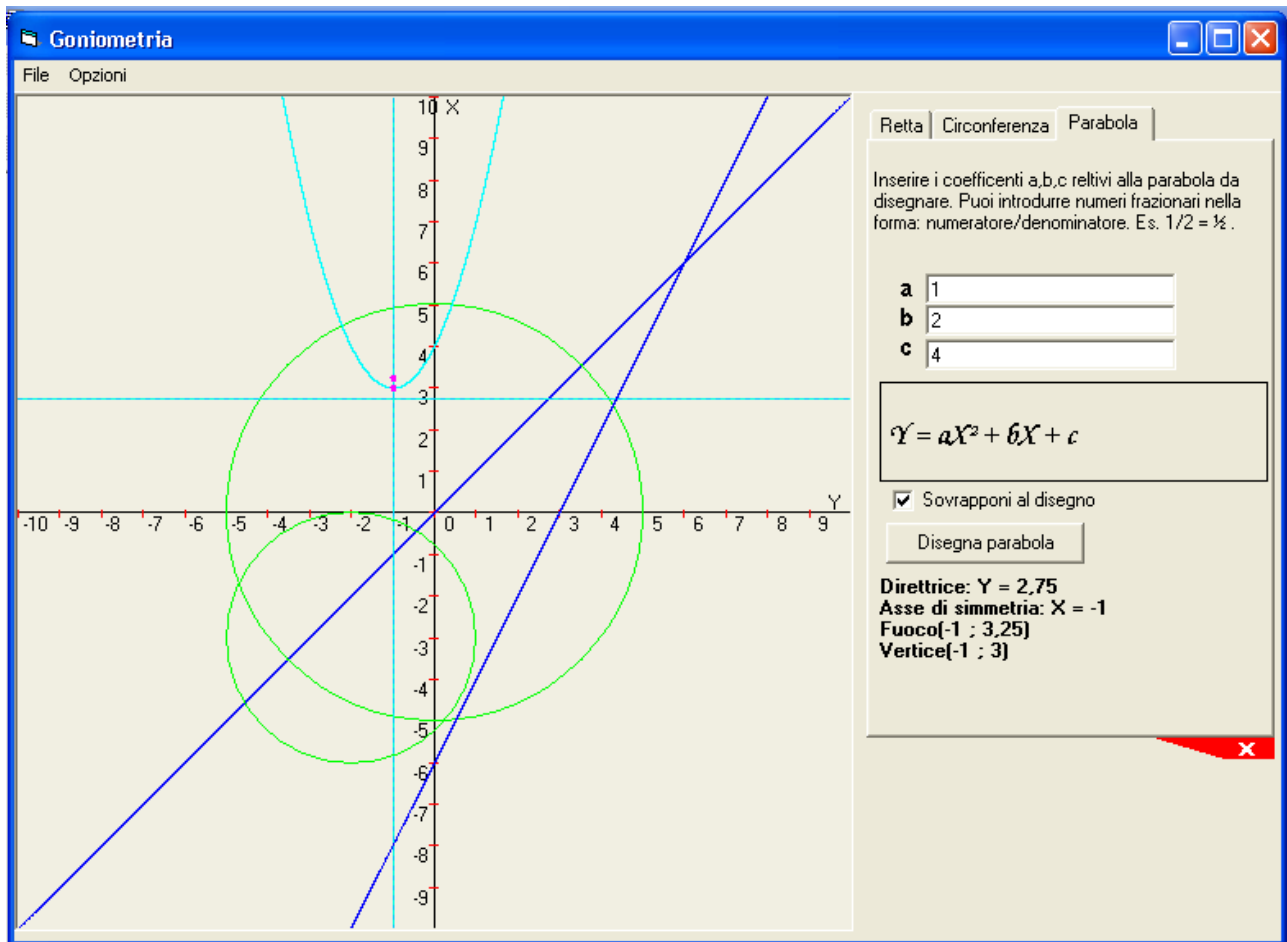 Goniometria
File Opzioni
10 X
9
8
7
6
5
4
3
2
1
Y
-10 -9 -8 -7 -6 -5 -4 -3 -2 -1 0 1 2 3 4 5 6 7 8 9
-1
-2
-3
-4
-5
-6
-7
-8
-9
Retta Circonferenza Parabola
Inserire i coefficenti a,b,c reltivi alla parabola da
disegnare. Puoi introdurre numeri frazionari nella
forma: numeratore/denominatore. Es. 1/2 = ½ .
a 1
b 2
c 4
Y = aX² + bX + c
Sovrapponi al disegno
Disegna parabola
Direttrice: Y = 2,75
Asse di simmetria: X = -1
Fuoco(-1 ; 3,25)
Vertice(-1 ; 3)
X